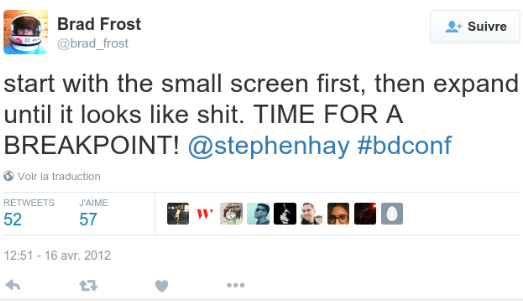 Brad Frost
@brad_frost
Suivre
start with the small screen first, then expand
until it looks like shit. TIME FOR A
BREAKPOINT! @stephenhay #bdconf
Voir la traduction
RETWEETS J'AIME
52 57
12:51 - 16 avr. 2012